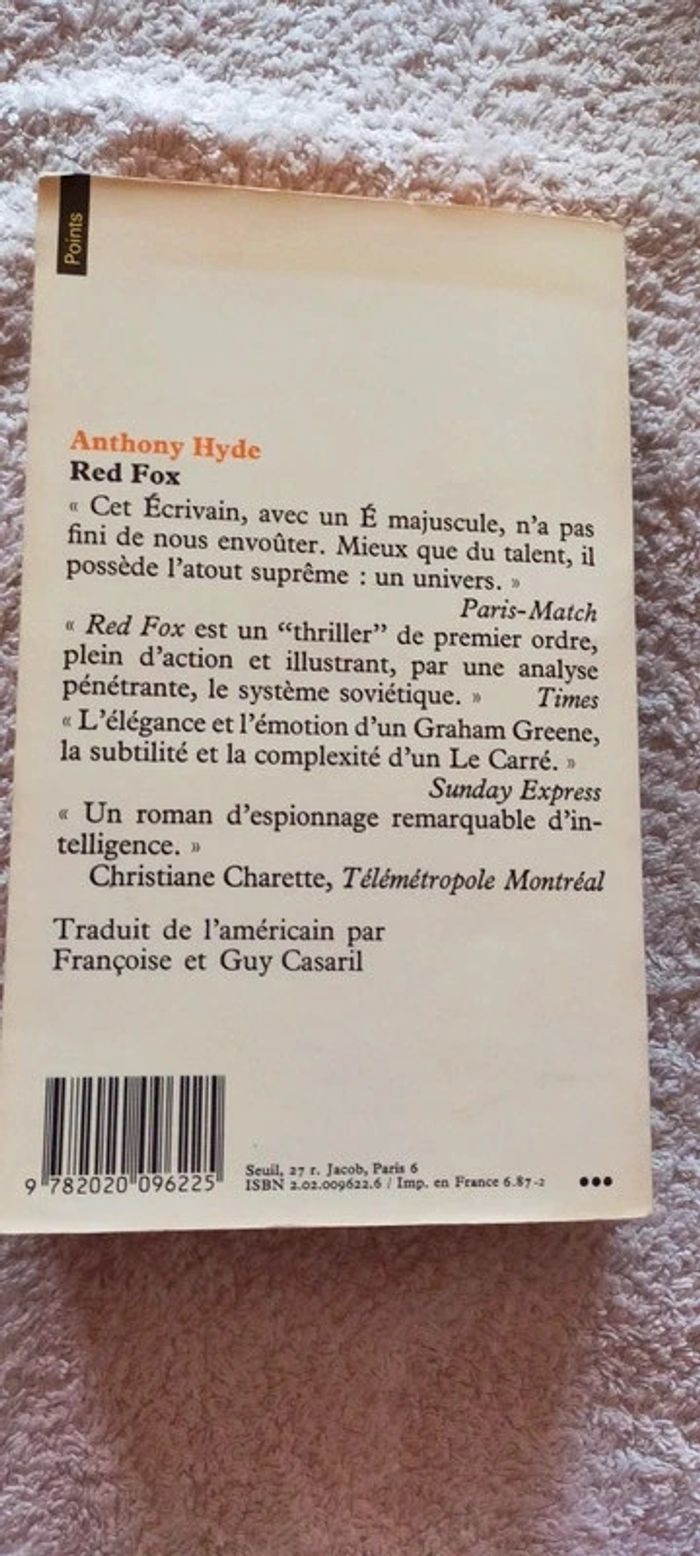 Points
Anthony Hyde
Red Fox
« Cet Écrivain, avec un É majuscule, n'a pas
fini de nous envoûter. Mieux que du talent, il
possède l'atout suprême : un univers. »
Paris-Match
« Red Fox est un “thriller” de premier ordre,
plein d'action et illustrant, par une analyse
pénétrante, le système soviétique. » Times
« L'élégance et l'émotion d'un Graham Greene,
la subtilité et la complexité d'un Le Carré. »
Sunday Express
« Un roman d'espionnage remarquable d'in-
telligence. »
Christiane Charette, Télémétropole Montréal
Traduit de l'américain par
Françoise et Guy Casaril
9 782020 096225
Seuil, 27 r. Jacob, Paris 6
ISBN 2.02.009622.6 / Imp. en France 6.87-2